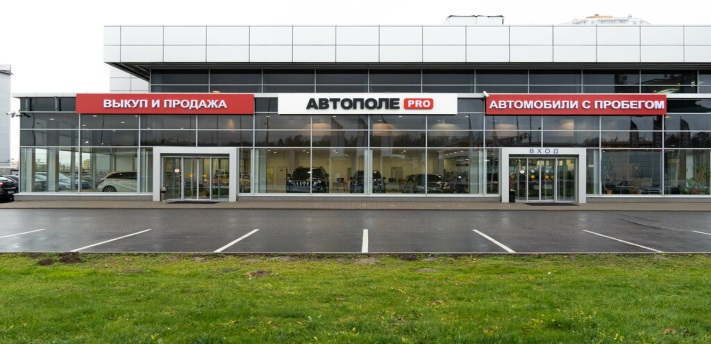 ВЫКУП И ПРОДАЖА
АВТОПОЛЕ PRO
АВТОМОБИЛИ С ПРОБЕГОМ
ВХОД